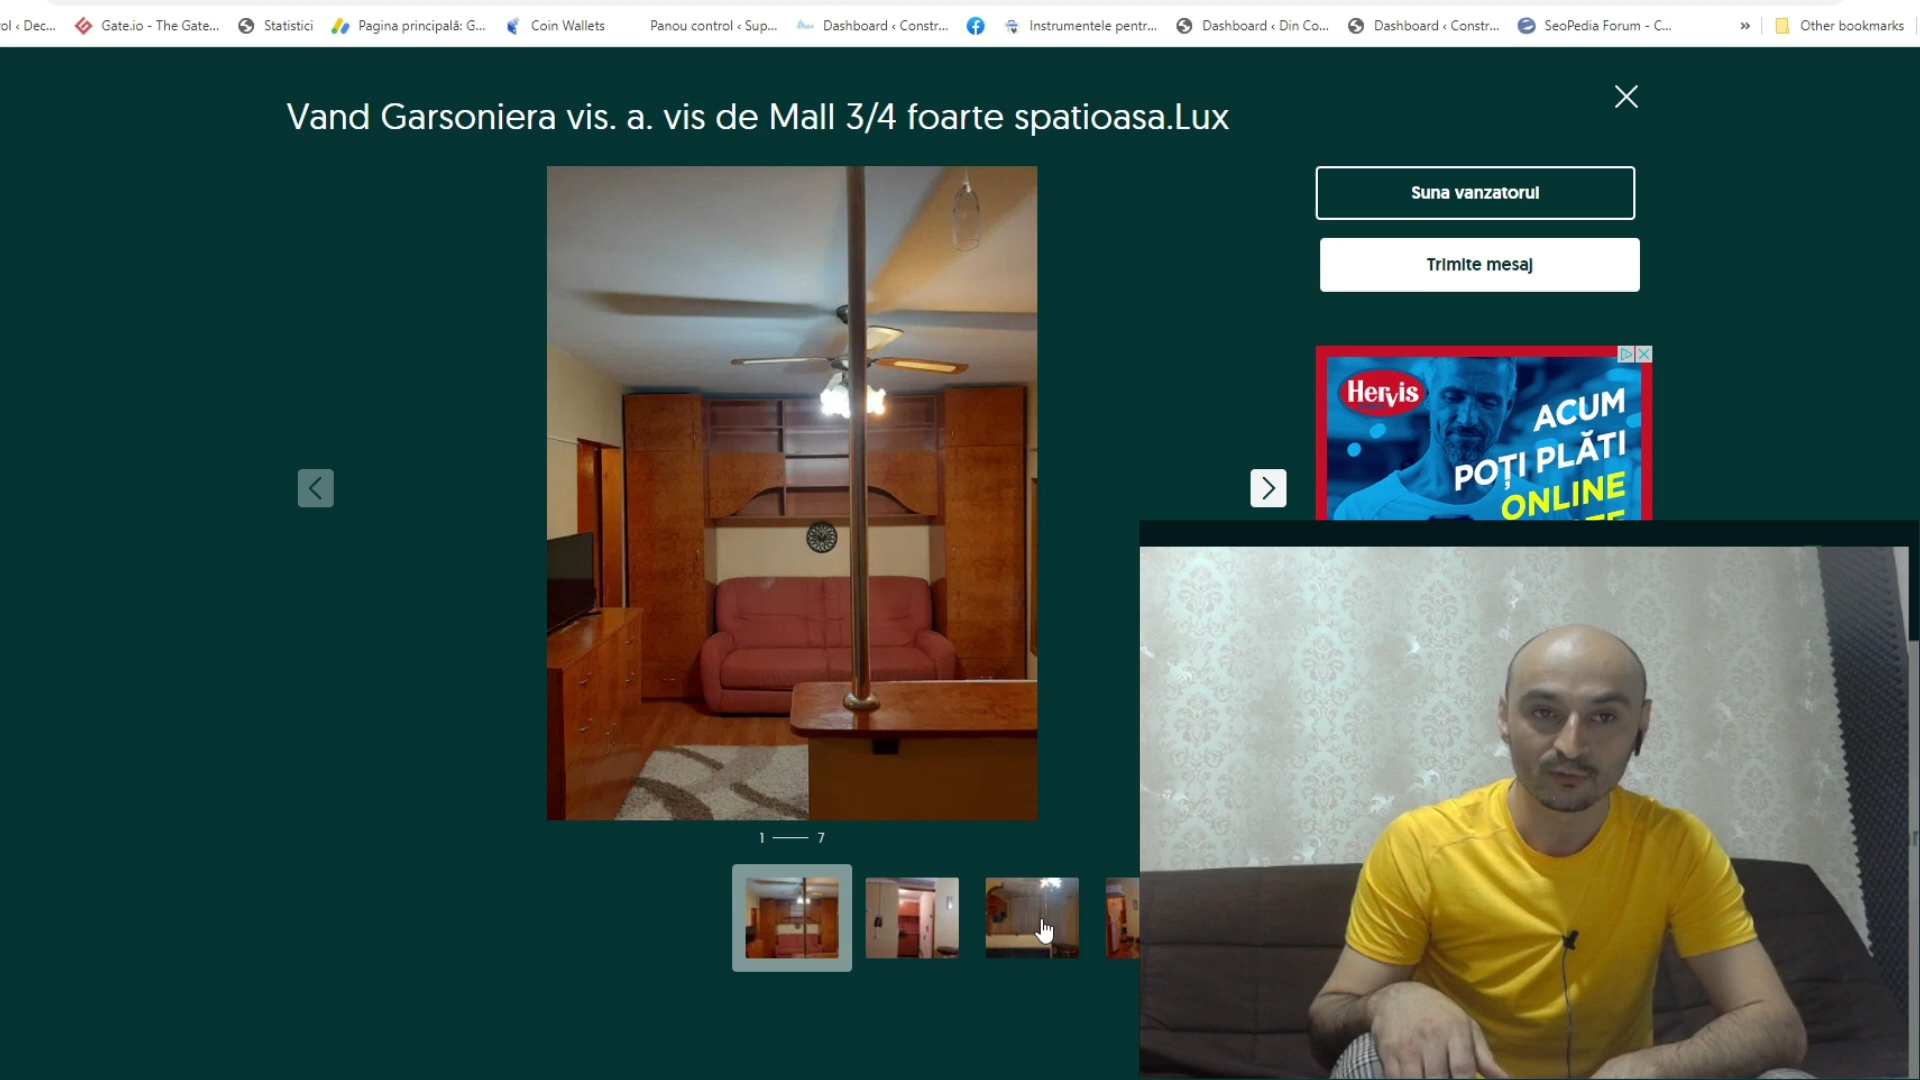 ol ‹ Dec... Gate.io - The Gate... Statistici Pagina principală: G... Coin Wallets Panou control ‹ Sup... Dashboard ‹ Constr... Instrumentele pentr... Dashboard ‹ Din Co... Dashboard ‹ Constr... SeoPedia Forum - C... » Other bookmarks
Vand Garsoniera vis. a. vis de Mall 3/4 foarte spatioasa.Lux
Suna vanzatorul
Trimite mesaj
Hervis
ACUM
POȚI PLĂTI
ONLINE
1 7